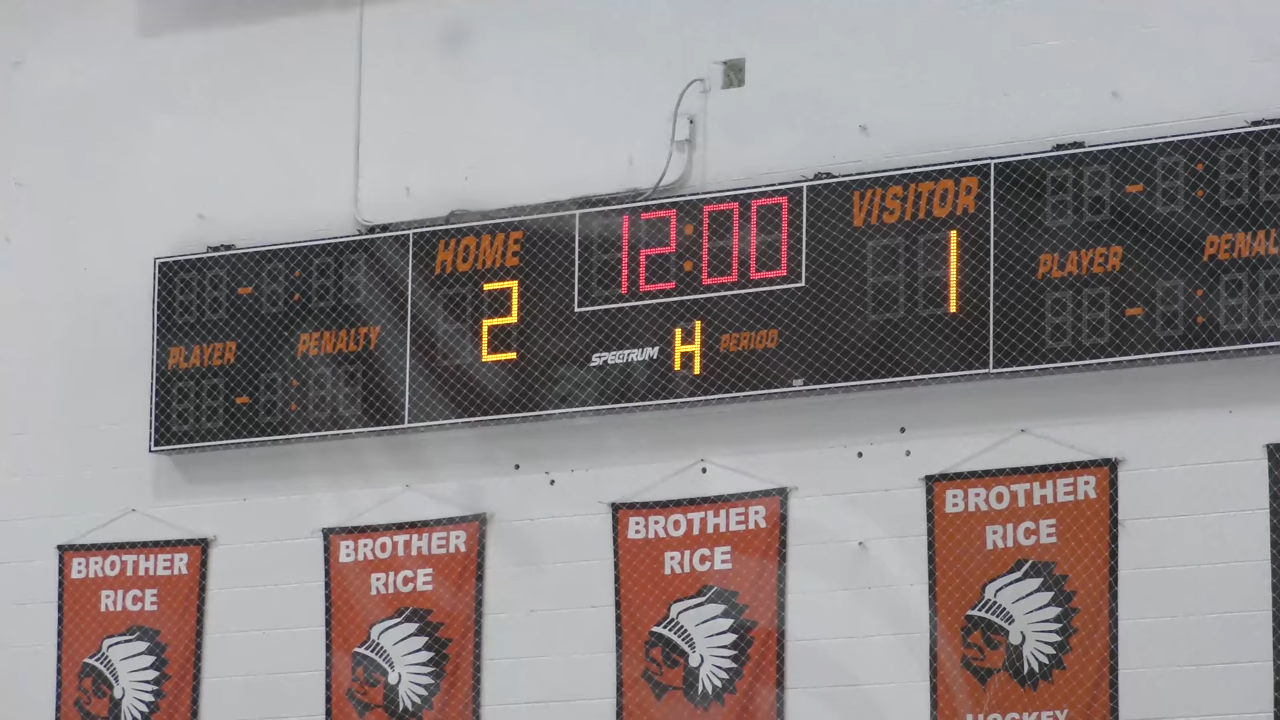 HOME
12:00
VISITOR
2
1
PLAYER
PENALTY
SPECTRUM
H
PERIOD
PLAYER
BROTHER
RICE
BROTHER
RICE
BROTHER
RICE
BROTHER
RICE
HOCKEY